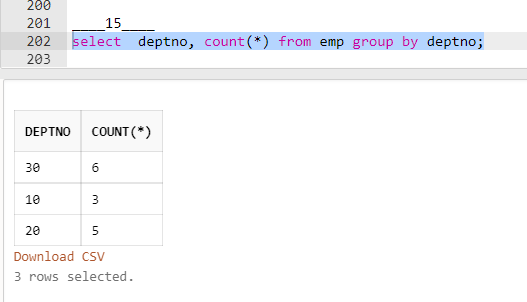 200
201 ____15____
202 select  deptno, count(*) from emp group by deptno;
203
DEPTNO COUNT(*)
30 6
10 3
20 5
Download CSV
3 rows selected.